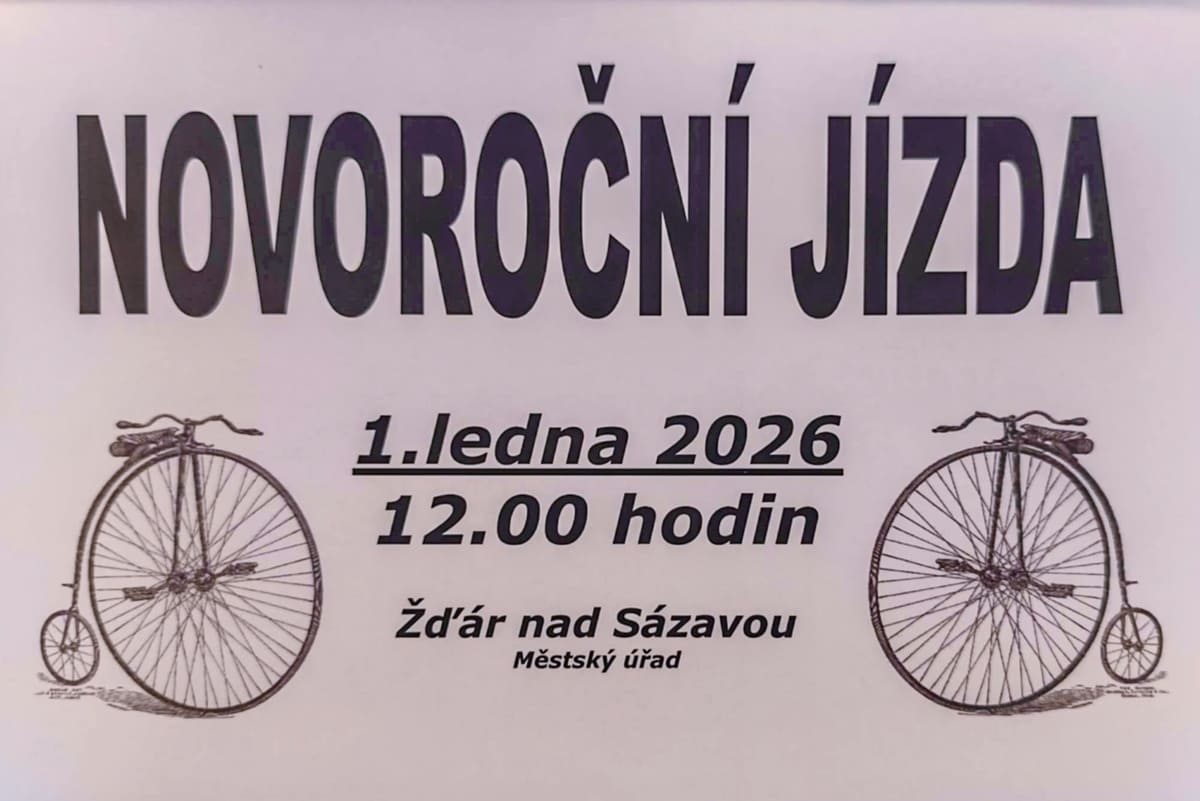 NOVOROČNÍ JÍZDA
1.ledna 2026
12.00 hodin
Žďár nad Sázavou
Městský úřad